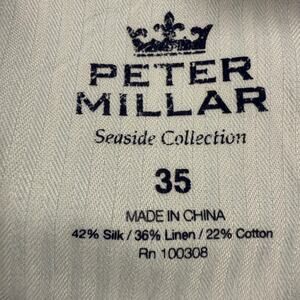 PETER
MILLAR
Seaside Collection
35
MADE IN CHINA
42% Silk / 36% Linen / 22% Cotton
Rn 100308